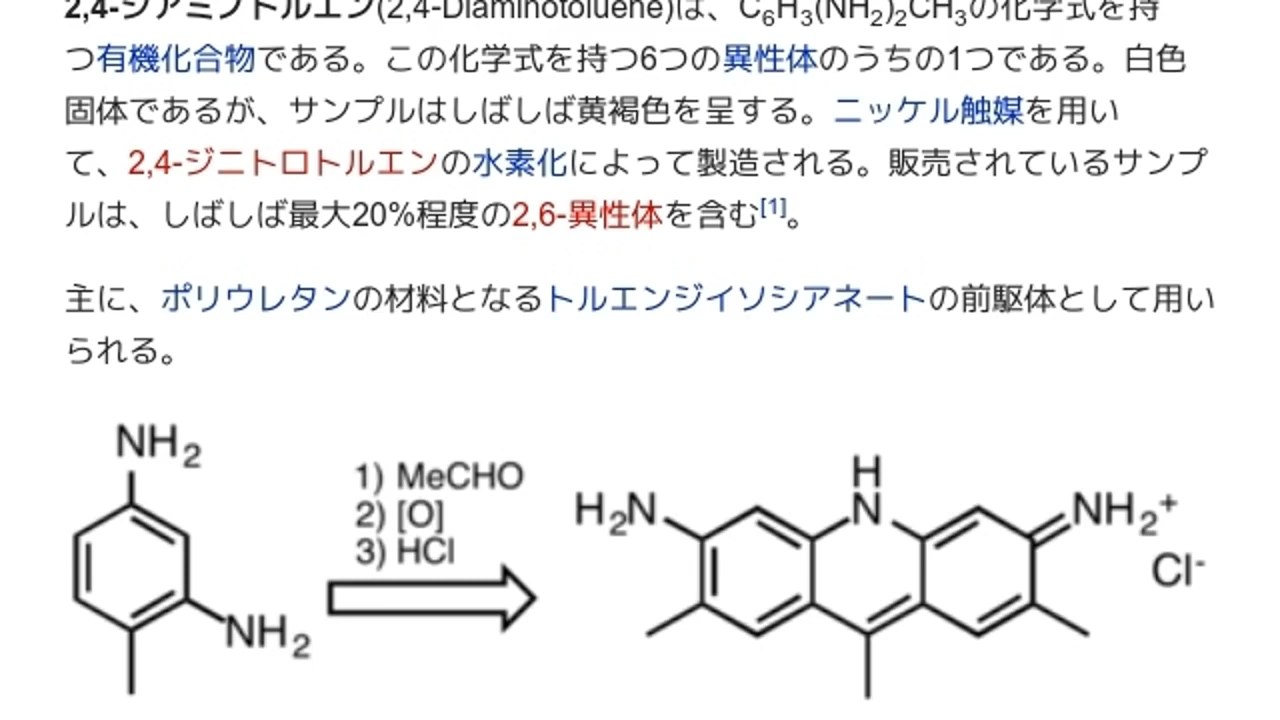 2,4-ジアミノトルエン(2,4-Diaminotoluene)は、C6H3(NH2)2CH3の化学式を持
つ有機化合物である。この化学式を持つ6つの異性体のうちの1つである。白色
固体であるが、サンプルはしばしば黄褐色を呈する。ニッケル触媒を用い
て、2,4-ジニトロトルエンの水素化によって製造される。販売されているサンプ
ルは、しばしば最大20%程度の2,6-異性体を含む[1]。
主に、ポリウレタンの材料となるトルエンジイソシアネートの前駆体として用い
られる。
NH2
NH2
1) MeCHO
2) [O]
3) HCl
H2N
H
N
NH2+
Cl-